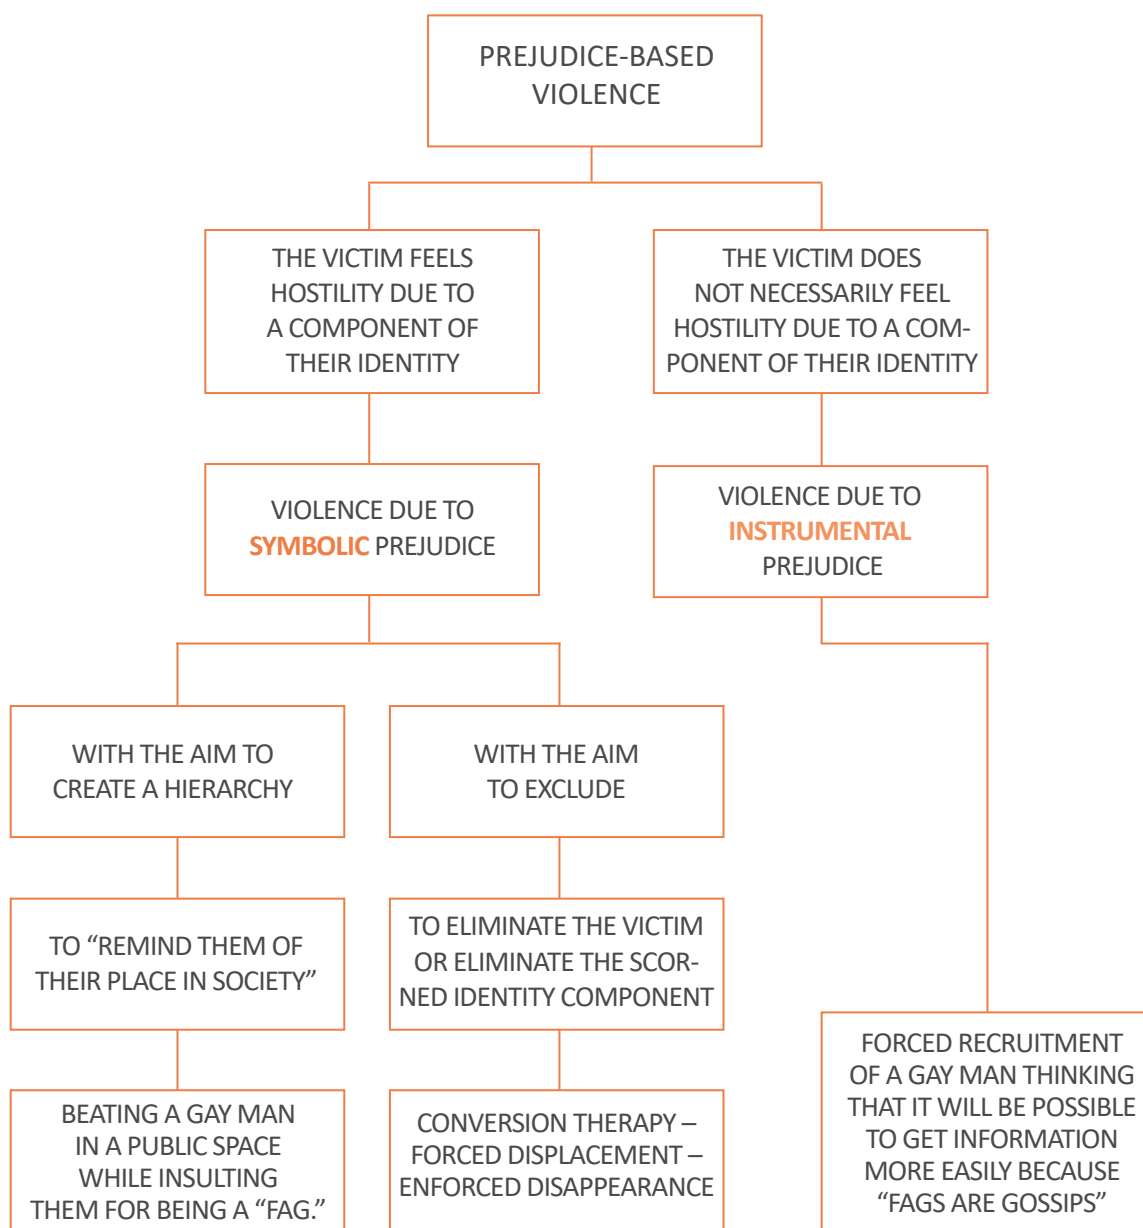 PREJUDICE-BASED
VIOLENCE
THE VICTIM FEELS
HOSTILITY DUE TO
A COMPONENT OF
THEIR IDENTITY
THE VICTIM DOES
NOT NECESSARILY FEEL
HOSTILITY DUE TO A COM-
PONENT OF THEIR IDENTITY
VIOLENCE DUE TO
SYMBOLIC PREJUDICE
VIOLENCE DUE TO
INSTRUMENTAL
PREJUDICE
WITH THE AIM TO
CREATE A HIERARCHY
WITH THE AIM
TO EXCLUDE
TO “REMIND THEM OF
THEIR PLACE IN SOCIETY”
TO ELIMINATE THE VICTIM
OR ELIMINATE THE SCOR-
NED IDENTITY COMPONENT
BEATING A GAY MAN
IN A PUBLIC SPACE
WHILE INSULTING
THEM FOR BEING A “FAG.”
CONVERSION THERAPY –
FORCED DISPLACEMENT –
ENFORCED DISAPPEARANCE
FORCED RECRUITMENT
OF A GAY MAN THINKING
THAT IT WILL BE POSSIBLE
TO GET INFORMATION
MORE EASILY BECAUSE
“FAGS ARE GOSSIPS”